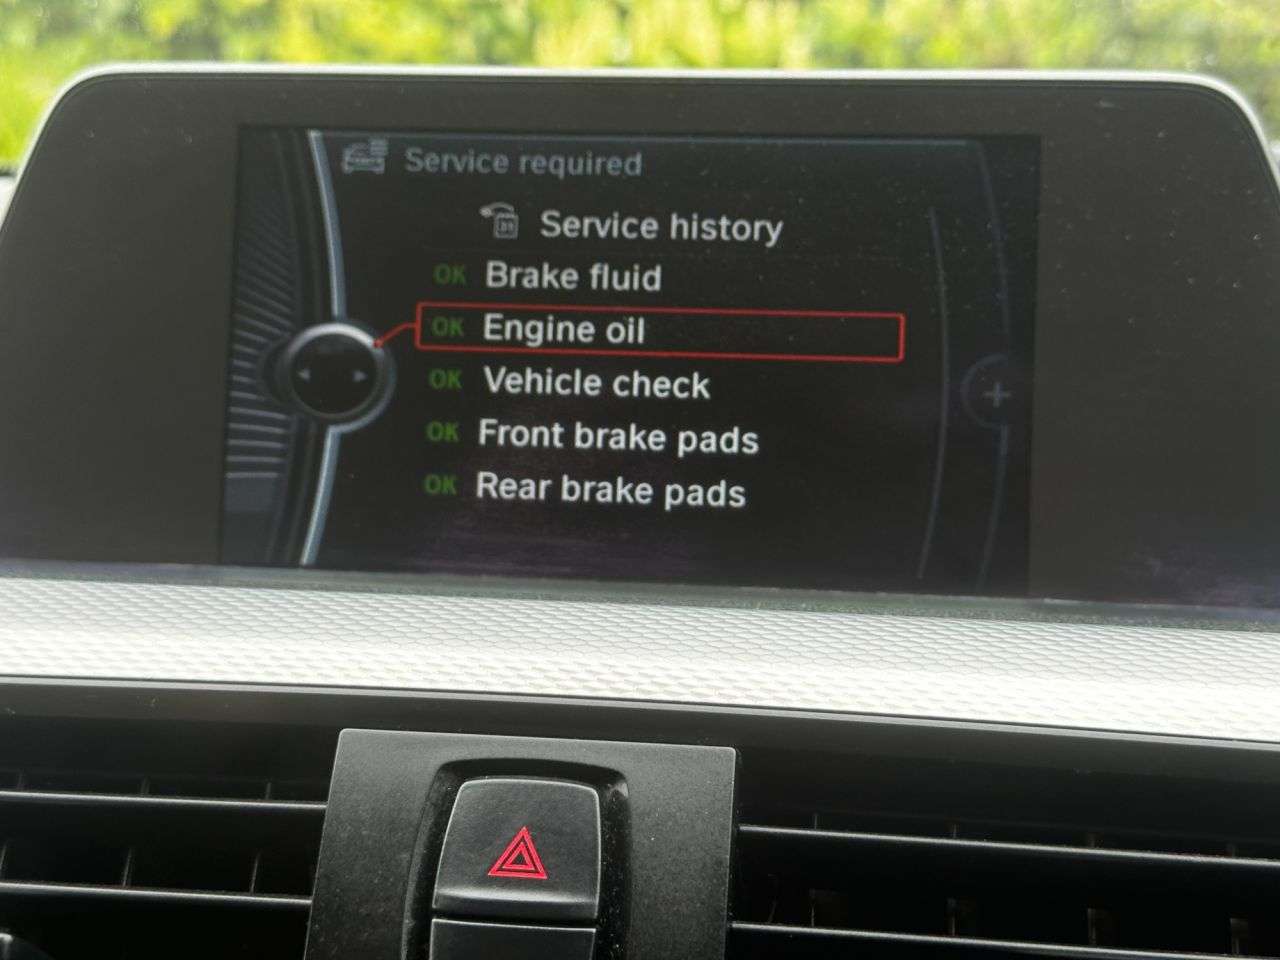 Service required
Service history
OK Brake fluid
OK Engine oil
OK Vehicle check
OK Front brake pads
OK Rear brake pads